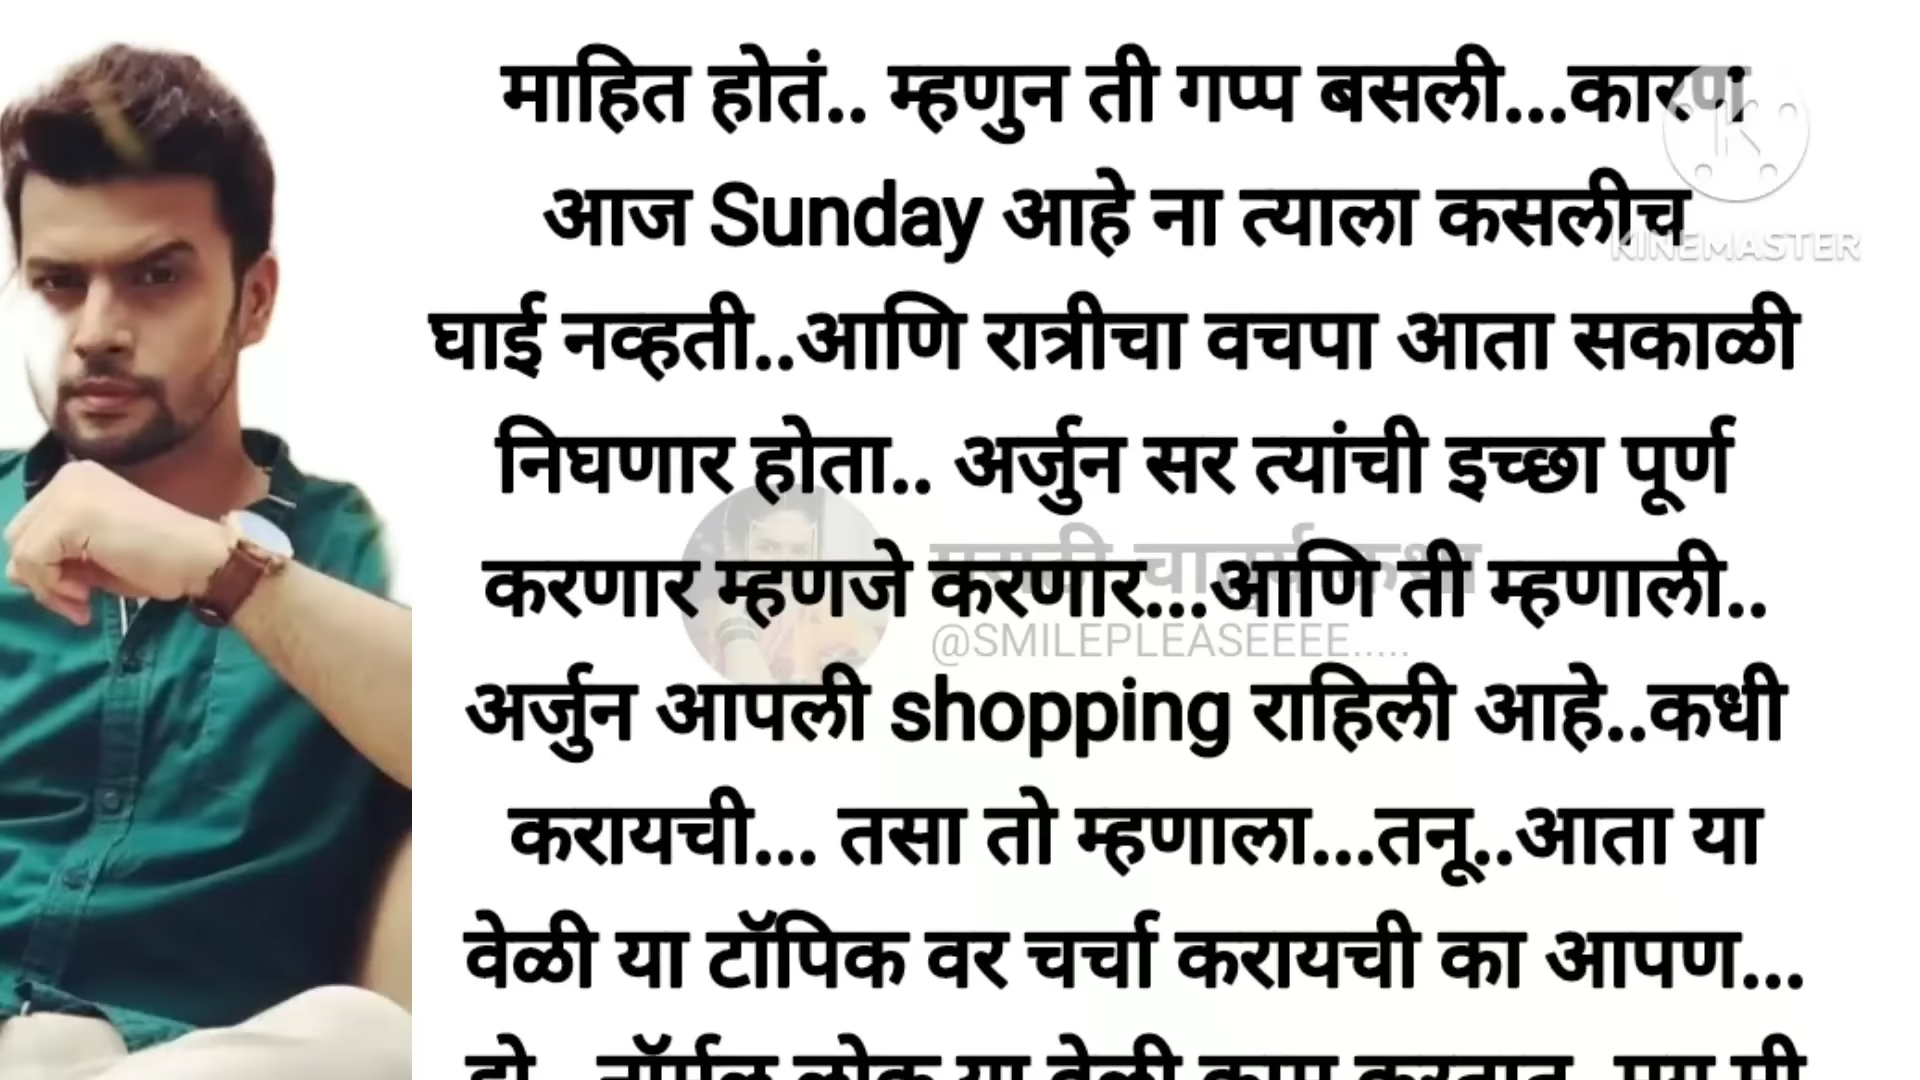 माहित होतं.. म्हणुन ती गप्प बसली...कारण
आज Sunday आहे ना त्याला कसलीच
KINEMASTER
घाई नव्हती..आणि रात्रीचा वचपा आता सकाळी
निघणार होता.. अर्जुन सर त्यांची इच्छा पूर्ण
करणार म्हणजे करणार...आणि ती म्हणाली..
@SMILEPLEASEEEE.....
अर्जुन आपली shopping राहिली आहे..कधी
करायची... तसा तो म्हणाला...तनू..आता या
वेळी या टॉपिक वर चर्चा करायची का आपण...